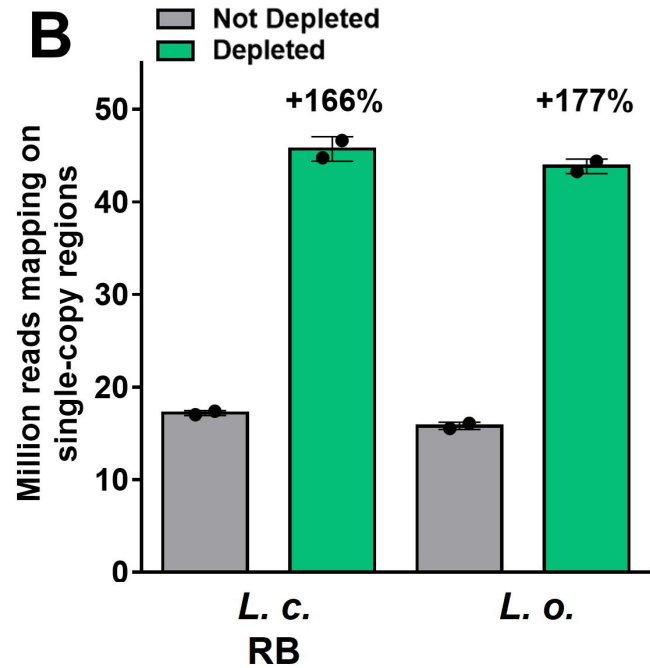 B
Not Depleted
Depleted
Million reads mapping on
single-copy regions
50
40
30
20
10
0
+166%
+177%
L. c.
RB
L. o.